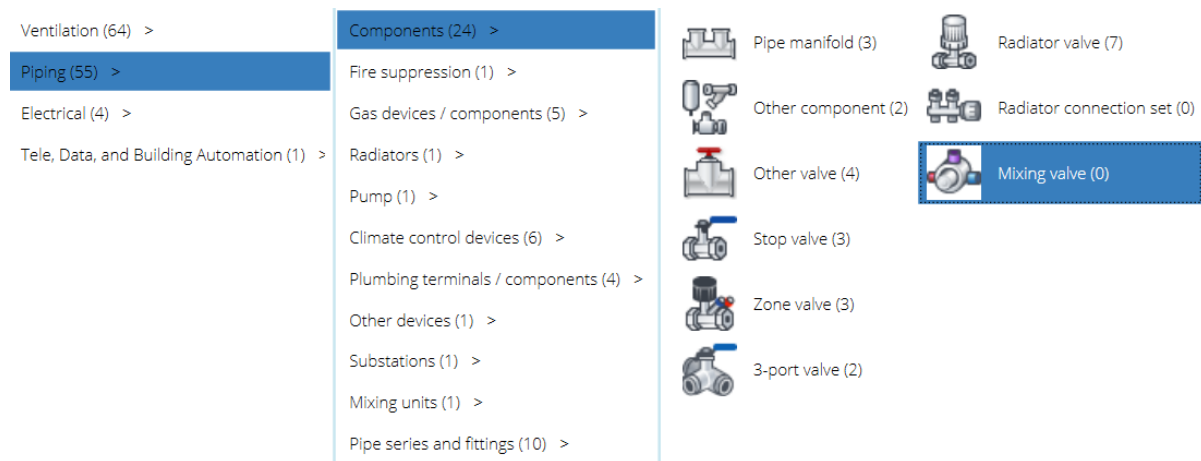 Ventilation (64) >
Piping (55) >
Electrical (4) >
Tele, Data, and Building Automation (1) >
Components (24) >
Fire suppression (1) >
Gas devices / components (5) >
Radiators (1) >
Pump (1) >
Climate control devices (6) >
Plumbing terminals / components (4) >
Other devices (1) >
Substations (1) >
Mixing units (1) >
Pipe series and fittings (10) >
Pipe manifold (3)
Other component (2)
Other valve (4)
Stop valve (3)
Zone valve (3)
3-port valve (2)
Radiator valve (7)
Radiator connection set (0)
Mixing valve (0)